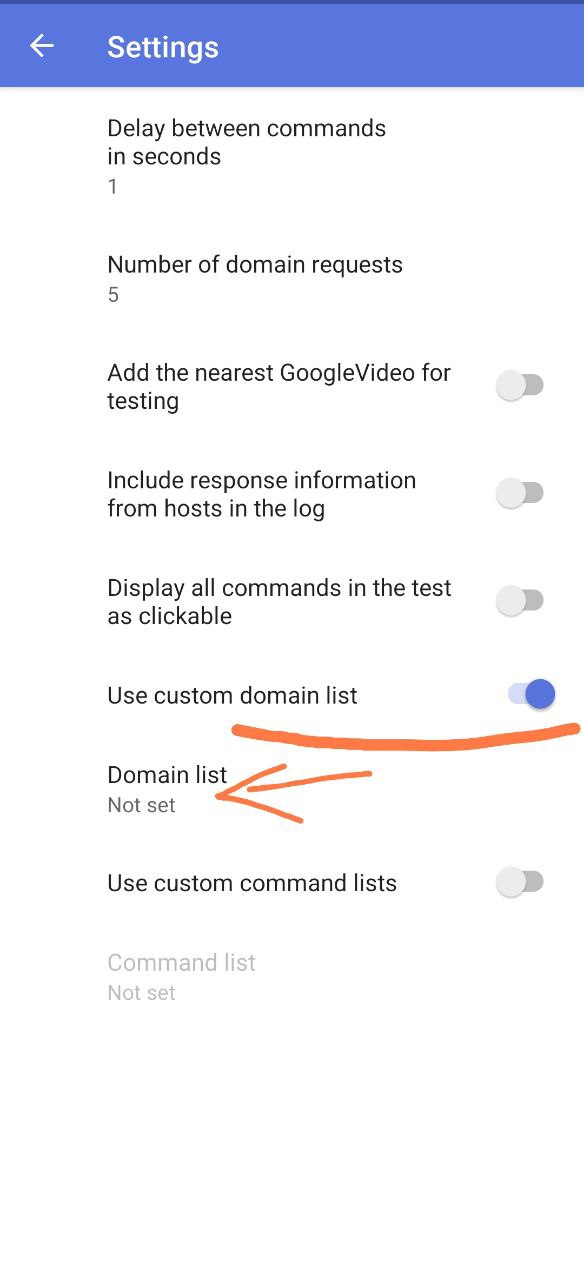 Settings
Delay between commands
in seconds
1
Number of domain requests
5
Add the nearest GoogleVideo for
testing
Include response information
from hosts in the log
Display all commands in the test
as clickable
Use custom domain list
Domain list
Not set
Use custom command lists
Command list
Not set